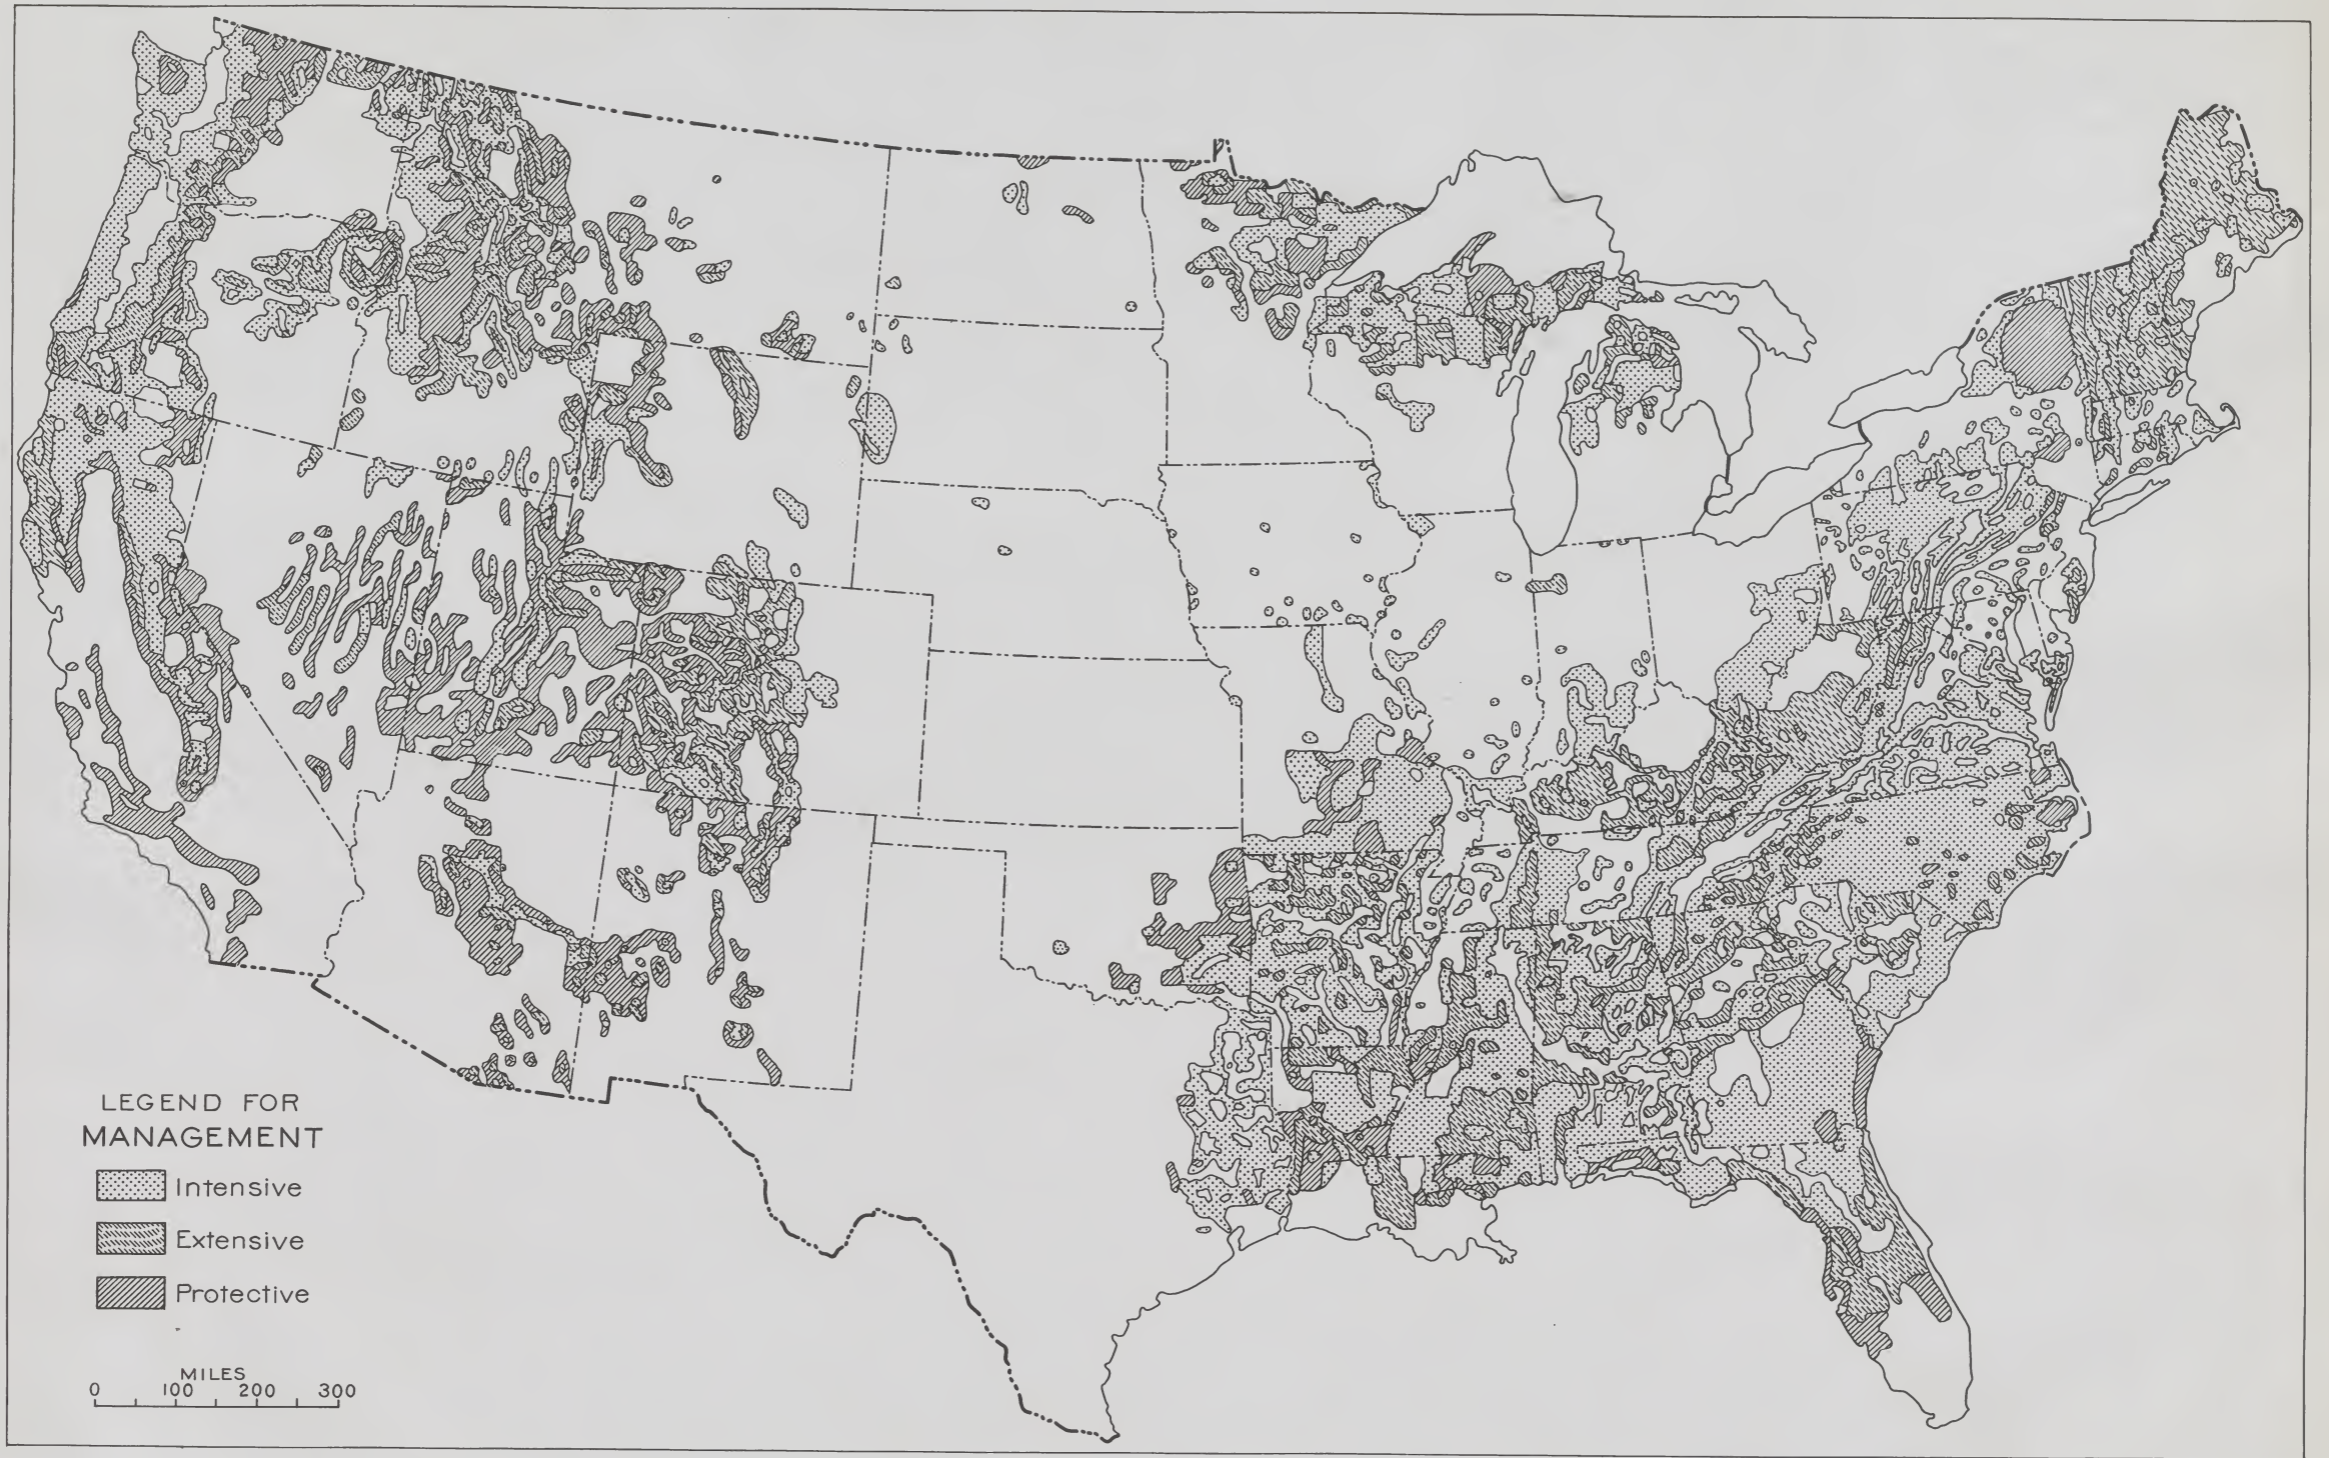 LEGEND FOR
MANAGEMENT
Intensive
Extensive
Protective
MILES
0 100 200 300